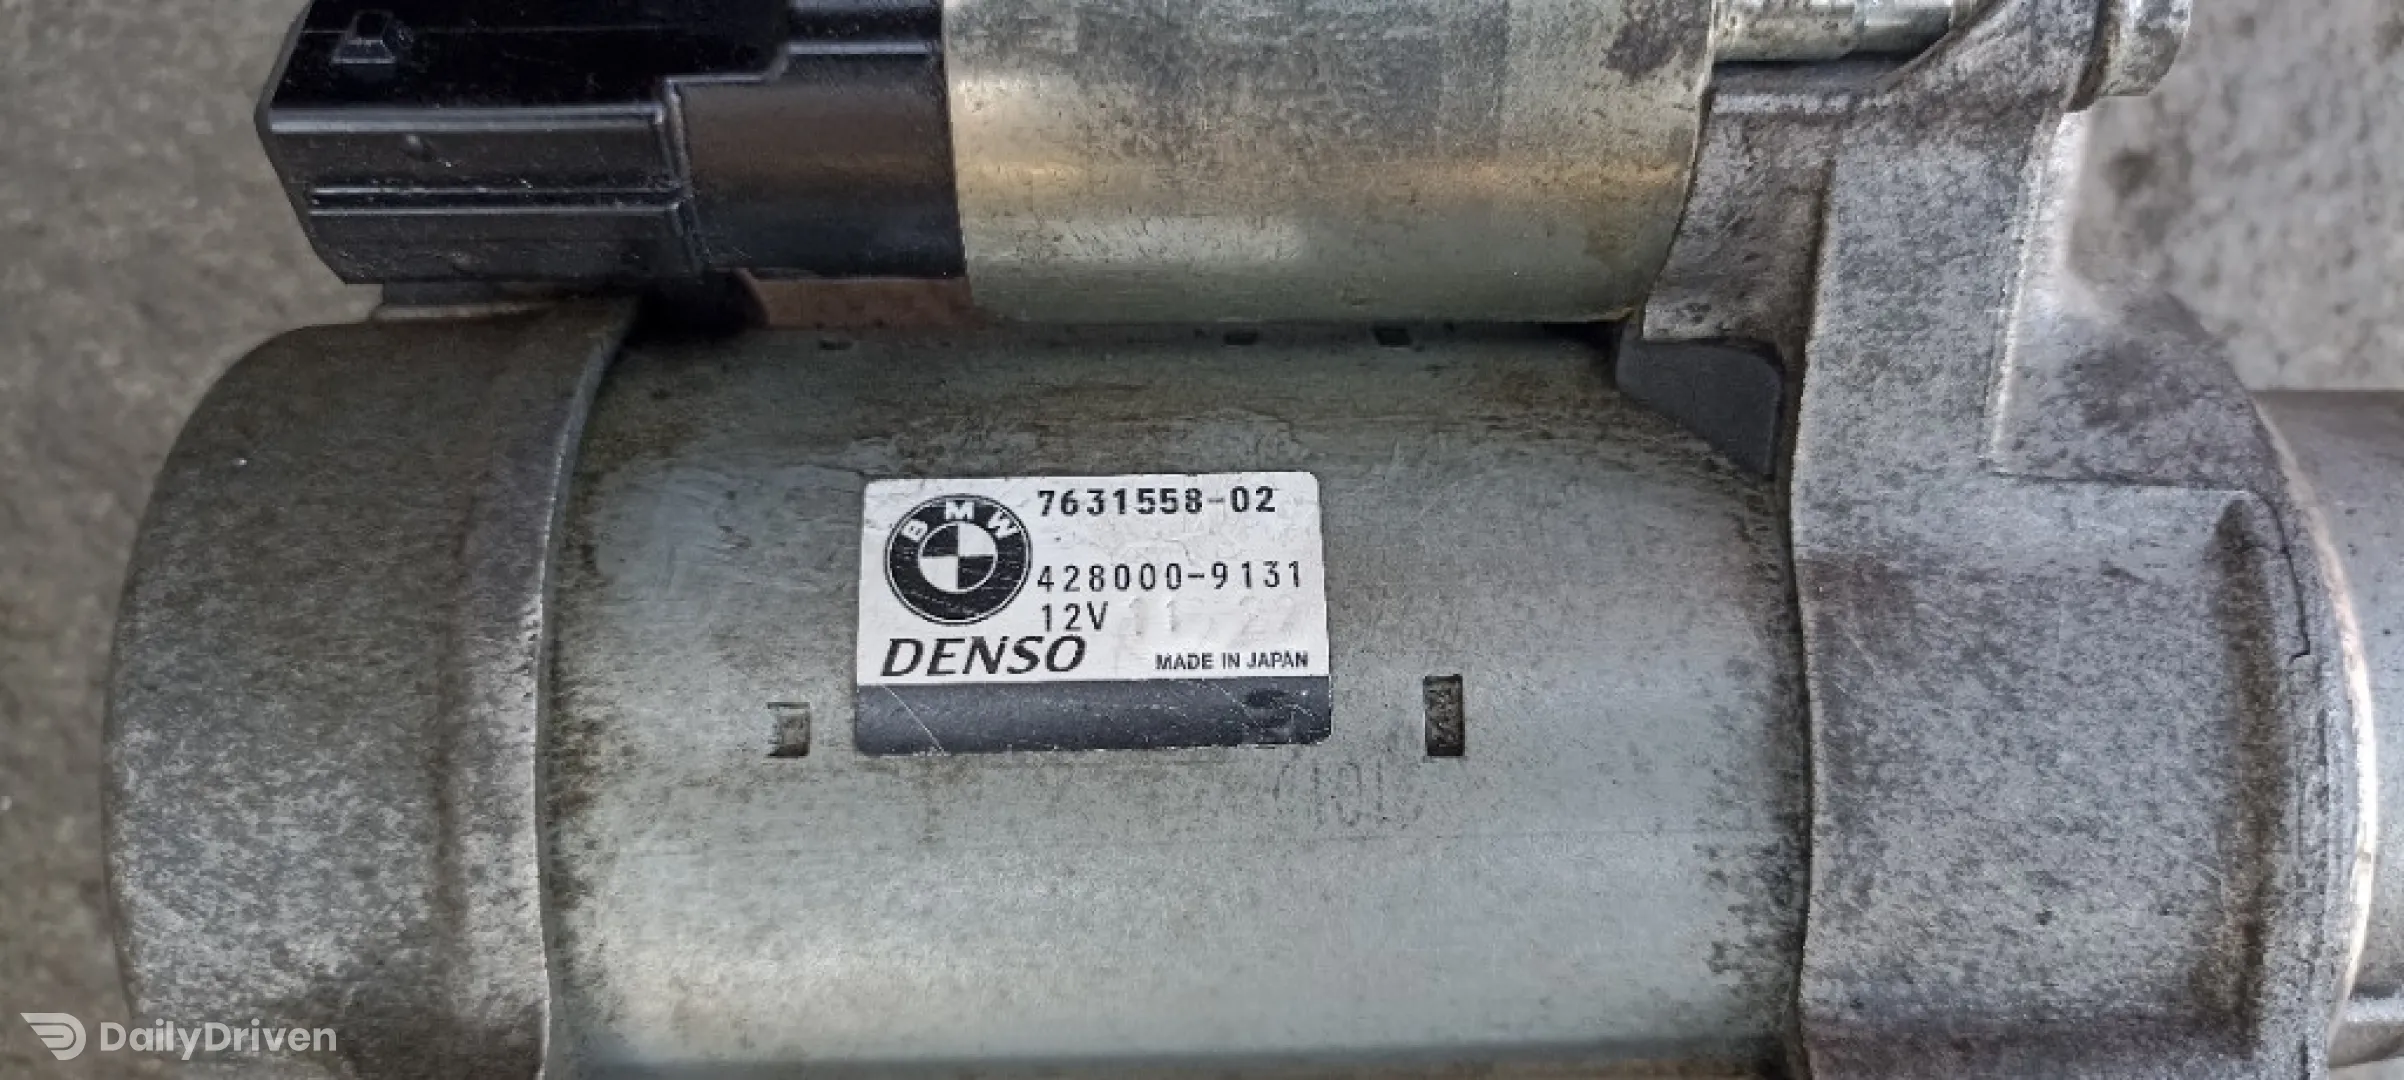 BMW
7631558-02
428000-9131
12V
DENSO
MADE IN JAPAN
DailyDriven